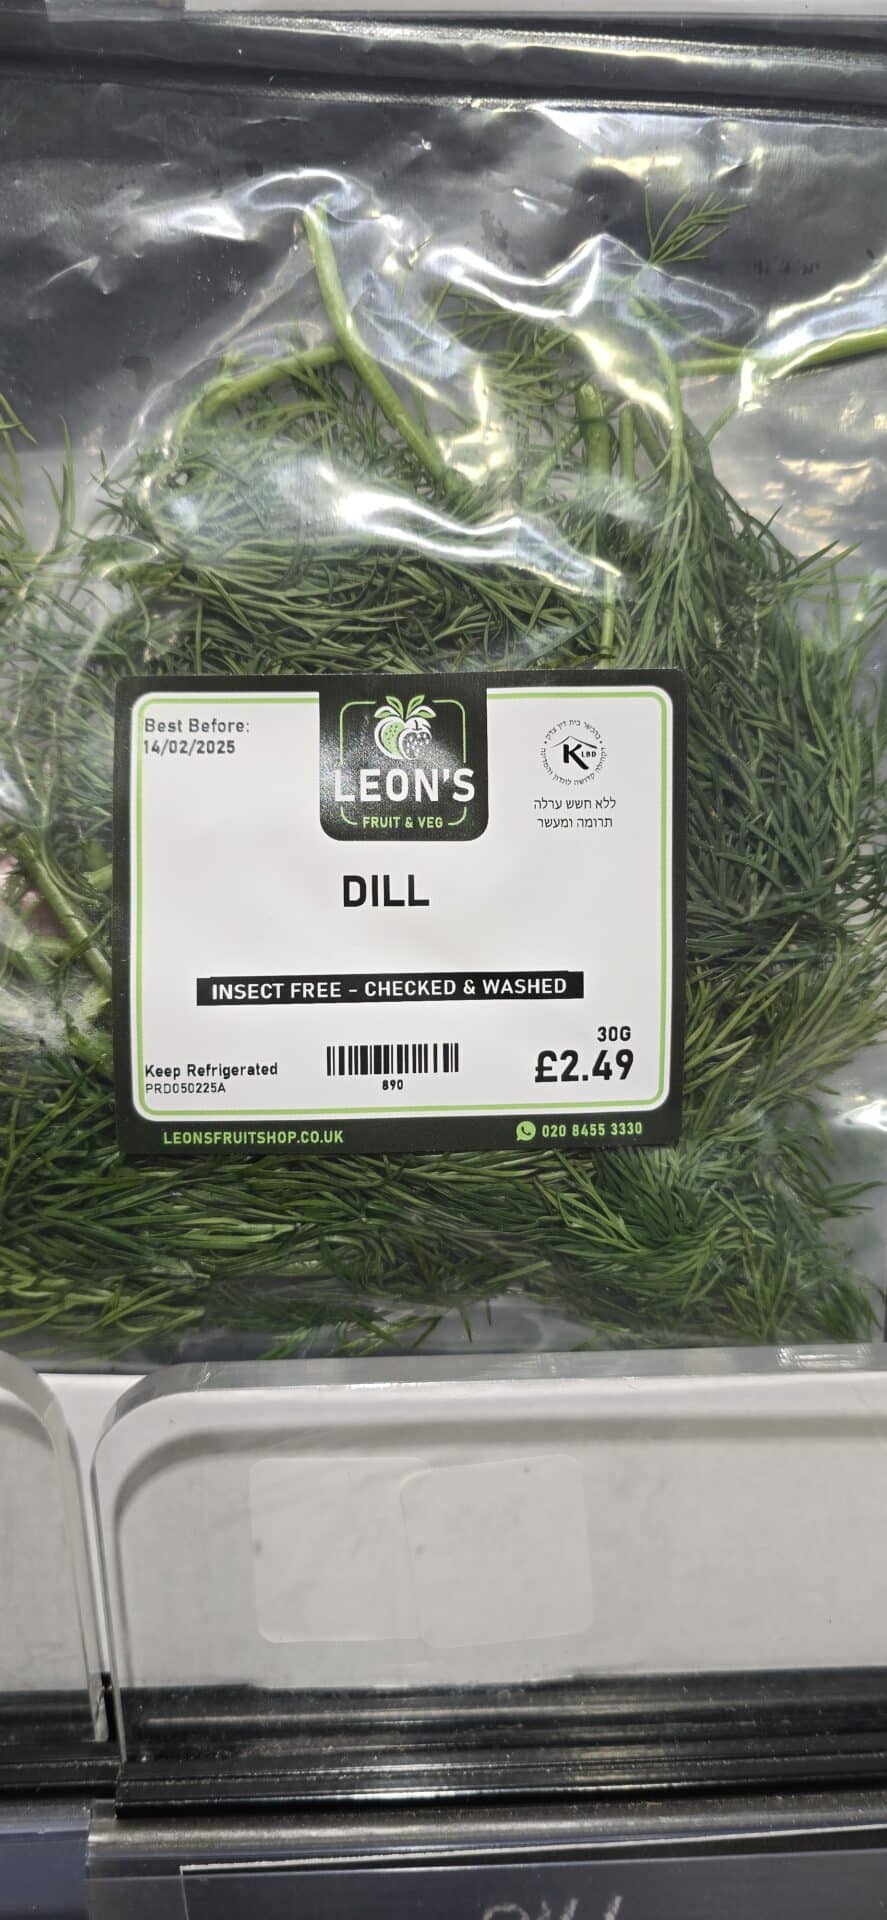 Best Before:
14/02/2025
LEON'S
FRUIT & VEG
K LBD
ללא חשש ערלה
תרומה ומעשר
DILL
INSECT FREE - CHECKED & WASHED
30G
£2.49
890
Keep Refrigerated
PRD050225A
LEONSFRUITSHOP.CO.UK
020 8455 3330